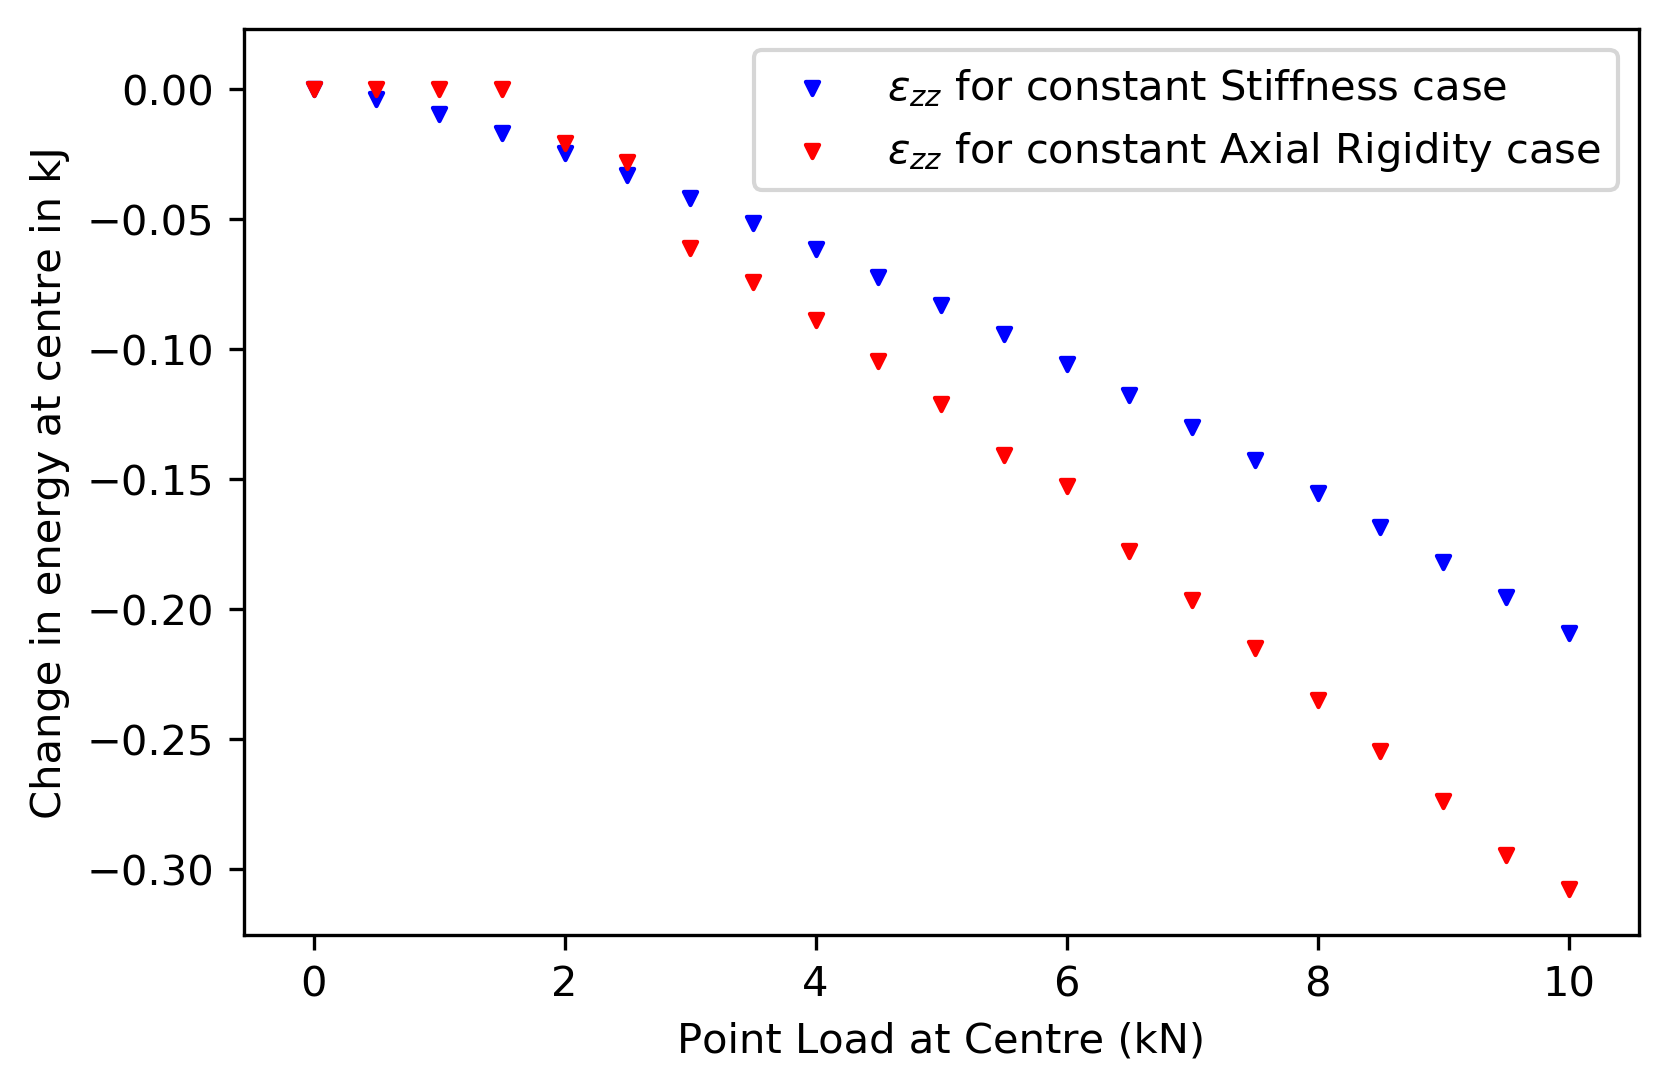 Change in energy at centre in kJ
0.00
−0.05
−0.10
−0.15
−0.20
−0.25
−0.30
ε_zz for constant Stiffness case
ε_zz for constant Axial Rigidity case
0 2 4 6 8 10
Point Load at Centre (kN)